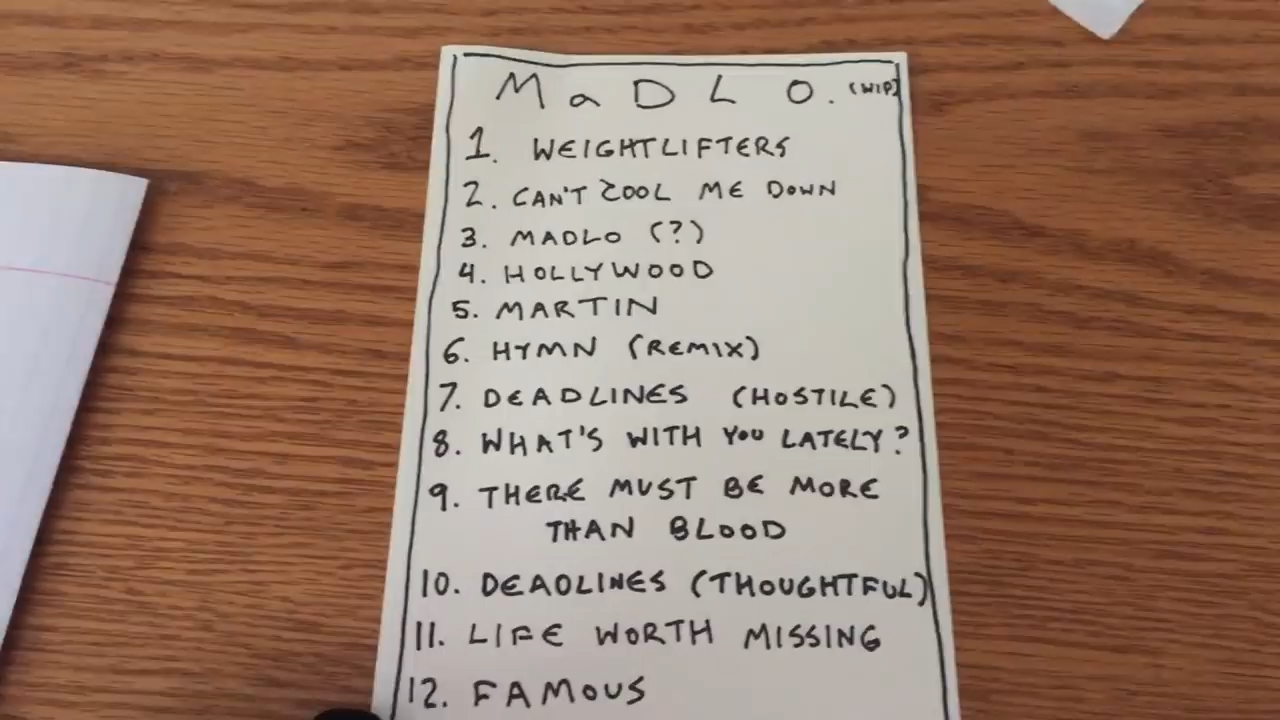 MaDLO. (WIP)
1. WEIGHTLIFTERS
2. CAN'T COOL ME DOWN
3. MADLO (?)
4. HOLLYWOOD
5. MARTIN
6. HYMN (REMIX)
7. DEADLINES (HOSTILE)
8. WHAT'S WITH YOU LATELY?
9. THERE MUST BE MORE
THAN BLOOD
10. DEADLINES (THOUGHTFUL)
11. LIFE WORTH MISSING
12. FAMOUS